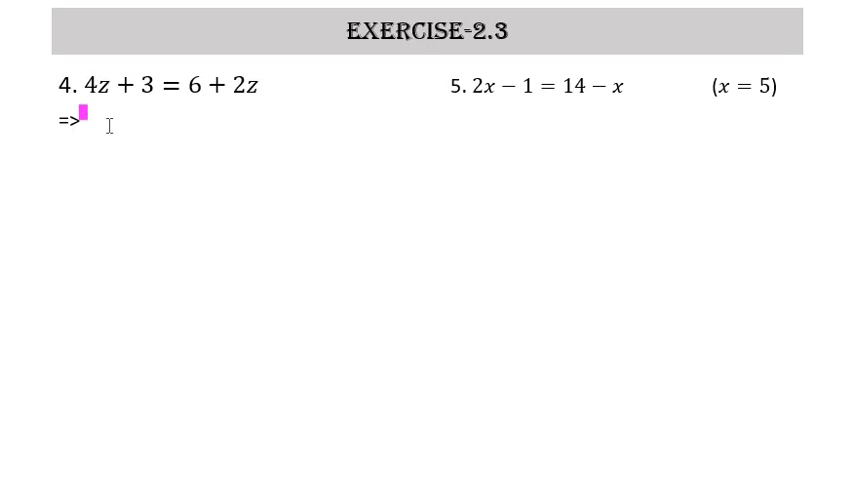 EXERCISE-2.3
4. 4z + 3 = 6 + 2z
5. 2x − 1 = 14 − x (x = 5)
=>